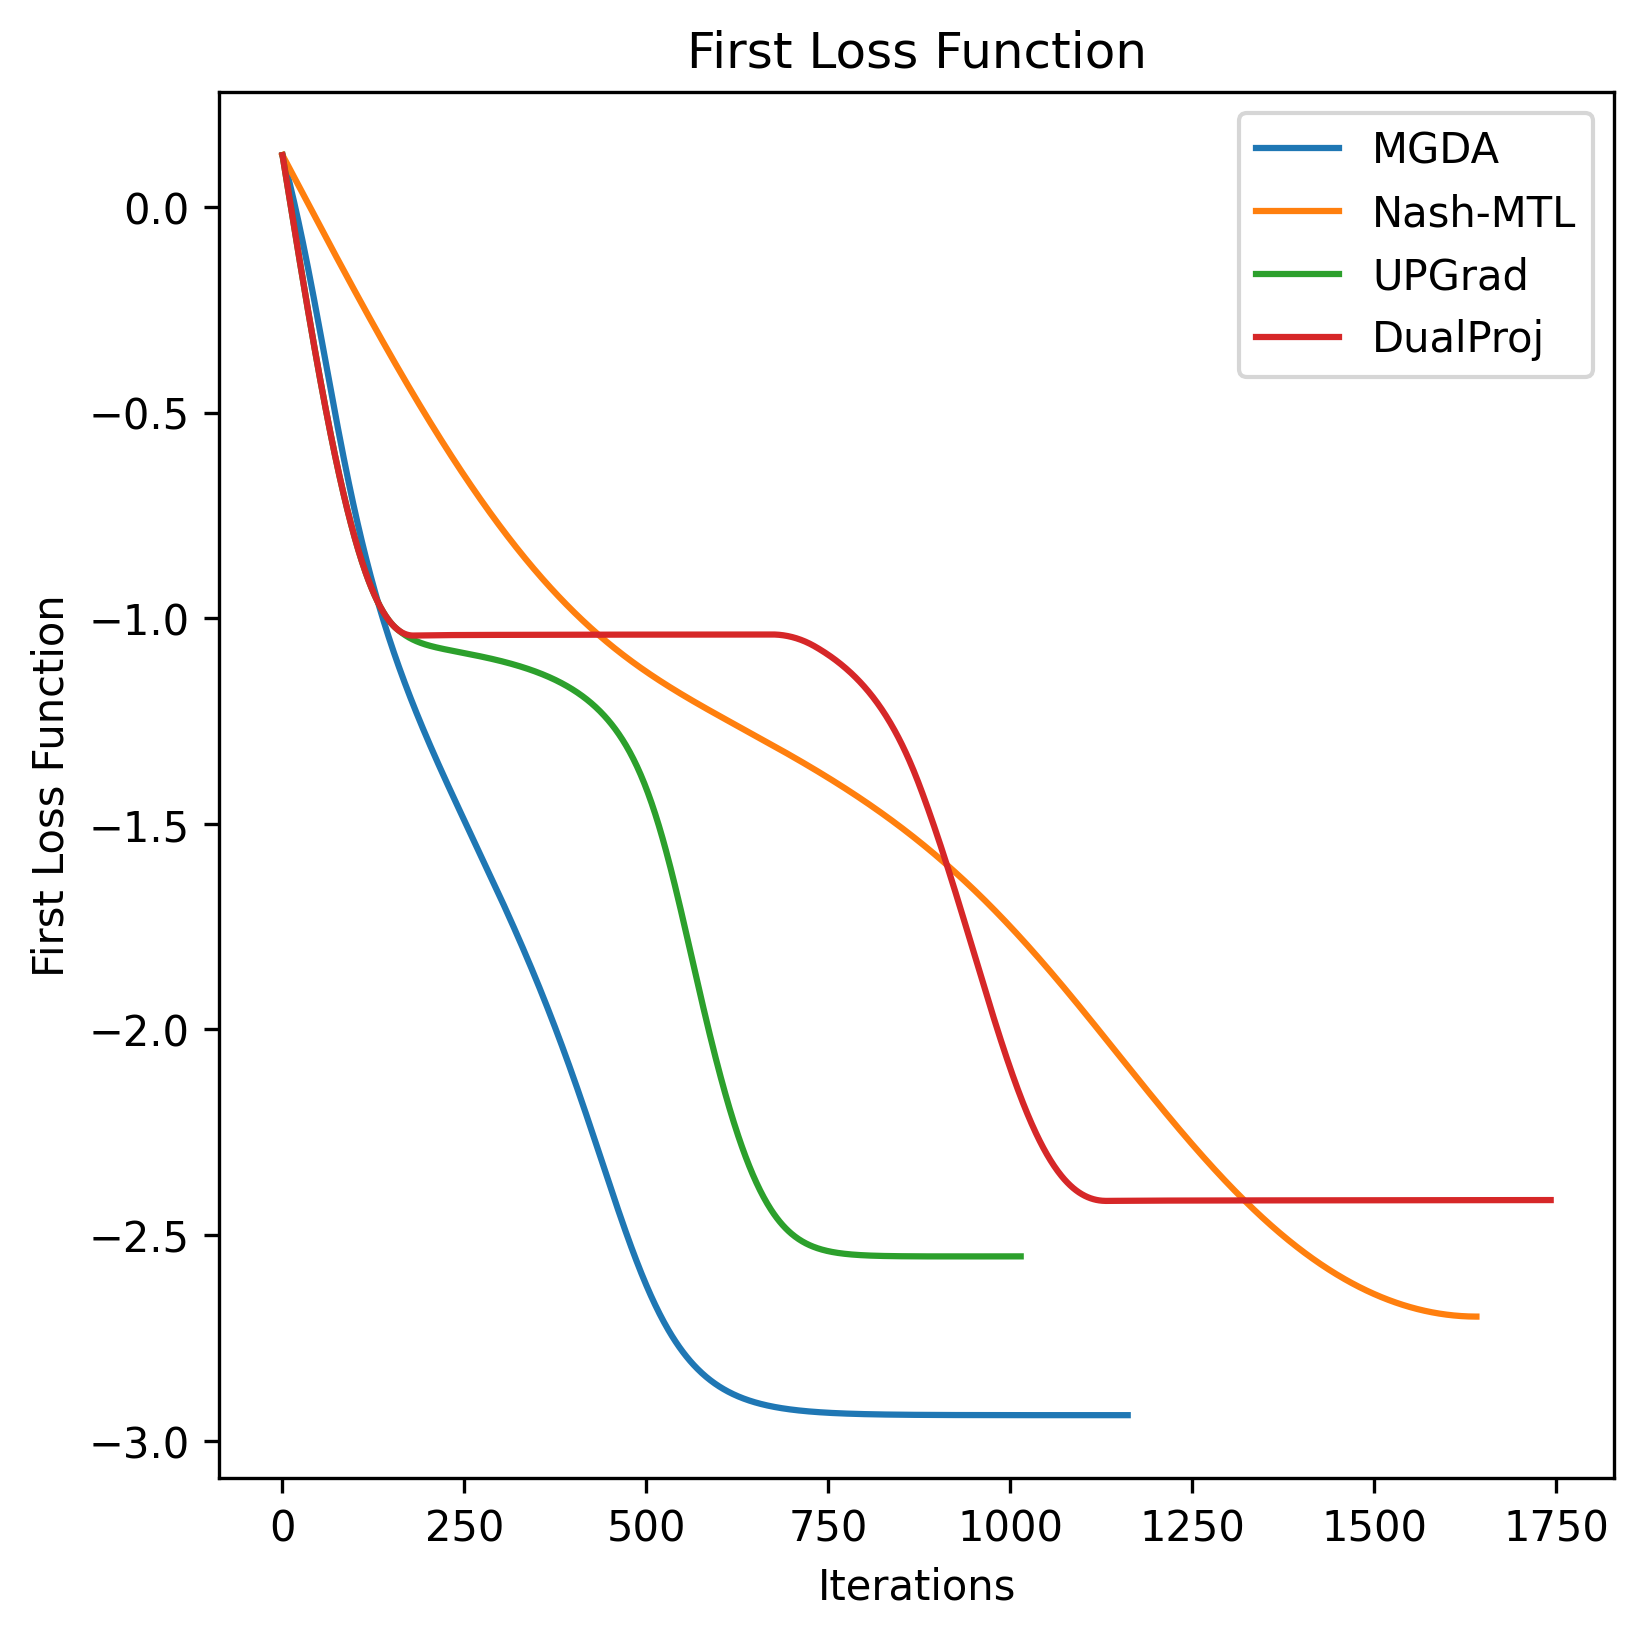 First Loss Function
MGDA
Nash-MTL
UPGrad
DualProj
First Loss Function
0.0
−0.5
−1.0
−1.5
−2.0
−2.5
−3.0
0 250 500 750 1000 1250 1500 1750
Iterations